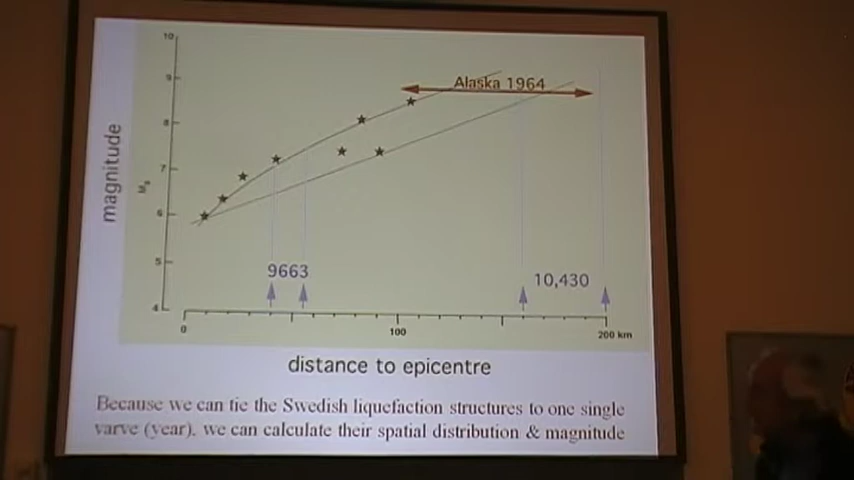 10
9
Alaska 1964
8
magnitude
7
6
5
9663
10,430
4
0
100
200 km
distance to epicentre
Because we can tie the Swedish liquefaction structures to one single
varve (year). we can calculate their spatial distribution & magnitude